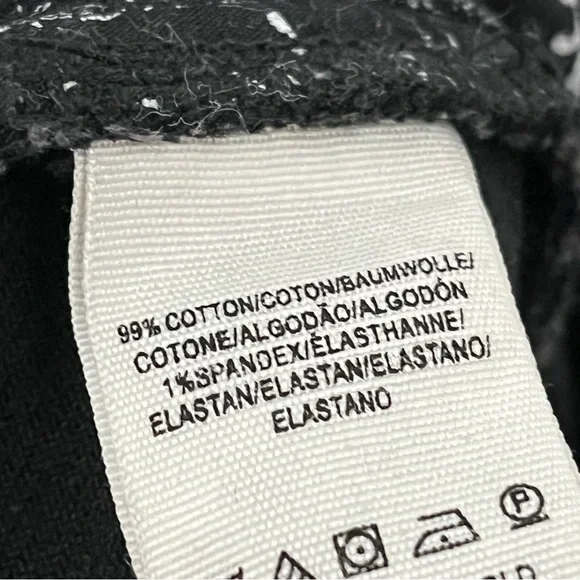 99% COTTON/COTON/BAUMWOLLE/
COTONE/ALGODÃO/ALGODÓN
1%SPANDEX/ÉLASTHANNE/
ELASTAN/ELASTAN/ELASTANO/
ELASTANO
P